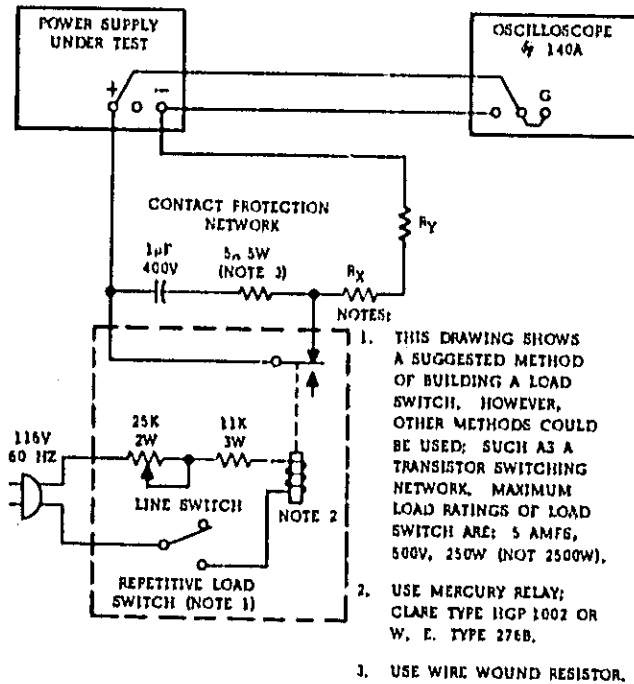 POWER SUPPLY
UNDER TEST
OSCILLOSCOPE
hp 140A
+
−
G
CONTACT PROTECTION
NETWORK
1μF
400V
5Ω 5W
(NOTE 3)
RX
RY
NOTES:
1. THIS DRAWING SHOWS
A SUGGESTED METHOD
OF BUILDING A LOAD
SWITCH. HOWEVER,
OTHER METHODS COULD
BE USED; SUCH AS A
TRANSISTOR SWITCHING
NETWORK. MAXIMUM
LOAD RATINGS OF LOAD
SWITCH ARE: 5 AMPS,
500V, 250W (NOT 2500W).
2. USE MERCURY RELAY;
CLARE TYPE HGP 1002 OR
W. E. TYPE 276B.
3. USE WIRE WOUND RESISTOR.
115V
60 HZ
25K
2W
11K
3W
LINE SWITCH
NOTE 2
REPETITIVE LOAD
SWITCH (NOTE 1)